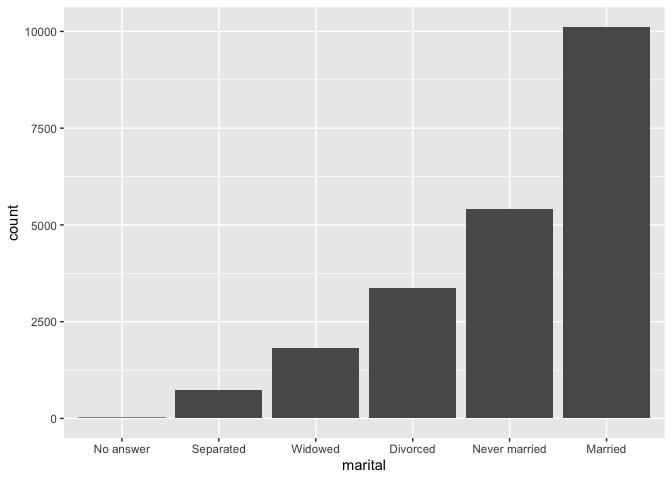 10000
7500
5000
2500
0
count
No answer Separated Widowed Divorced Never married Married
marital